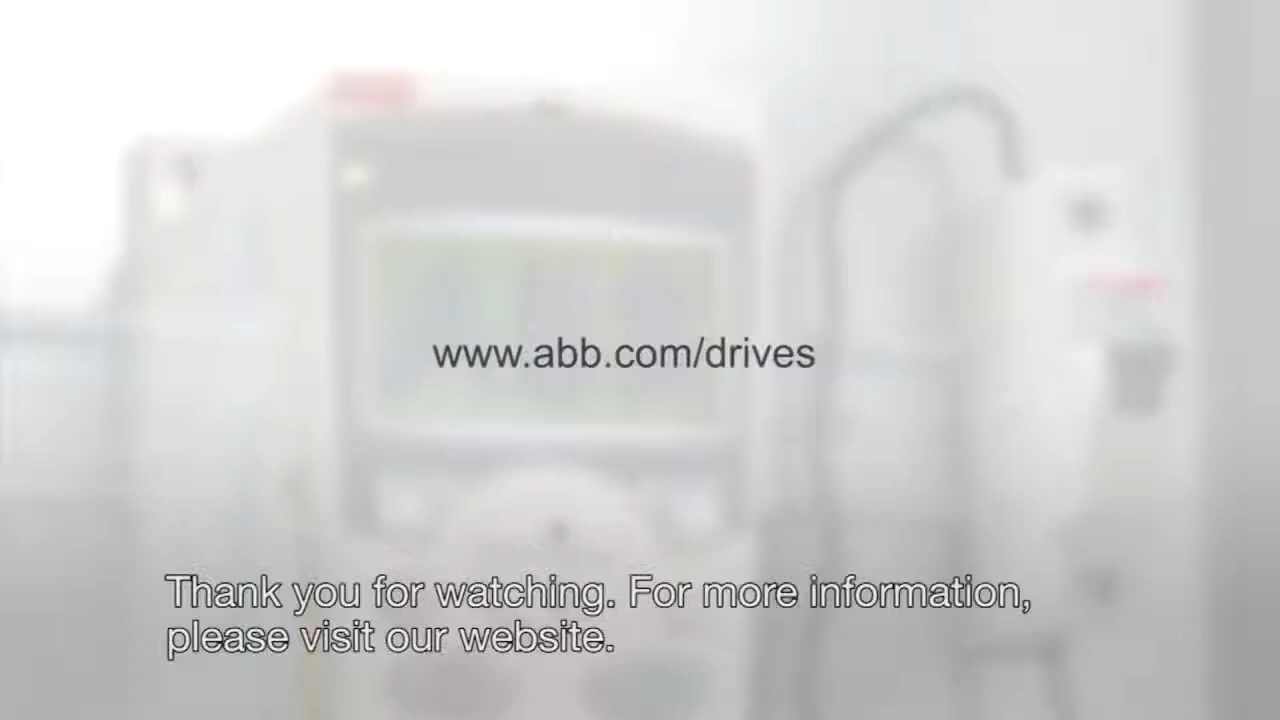 www.abb.com/drives
Thank you for watching. For more information,
please visit our website.